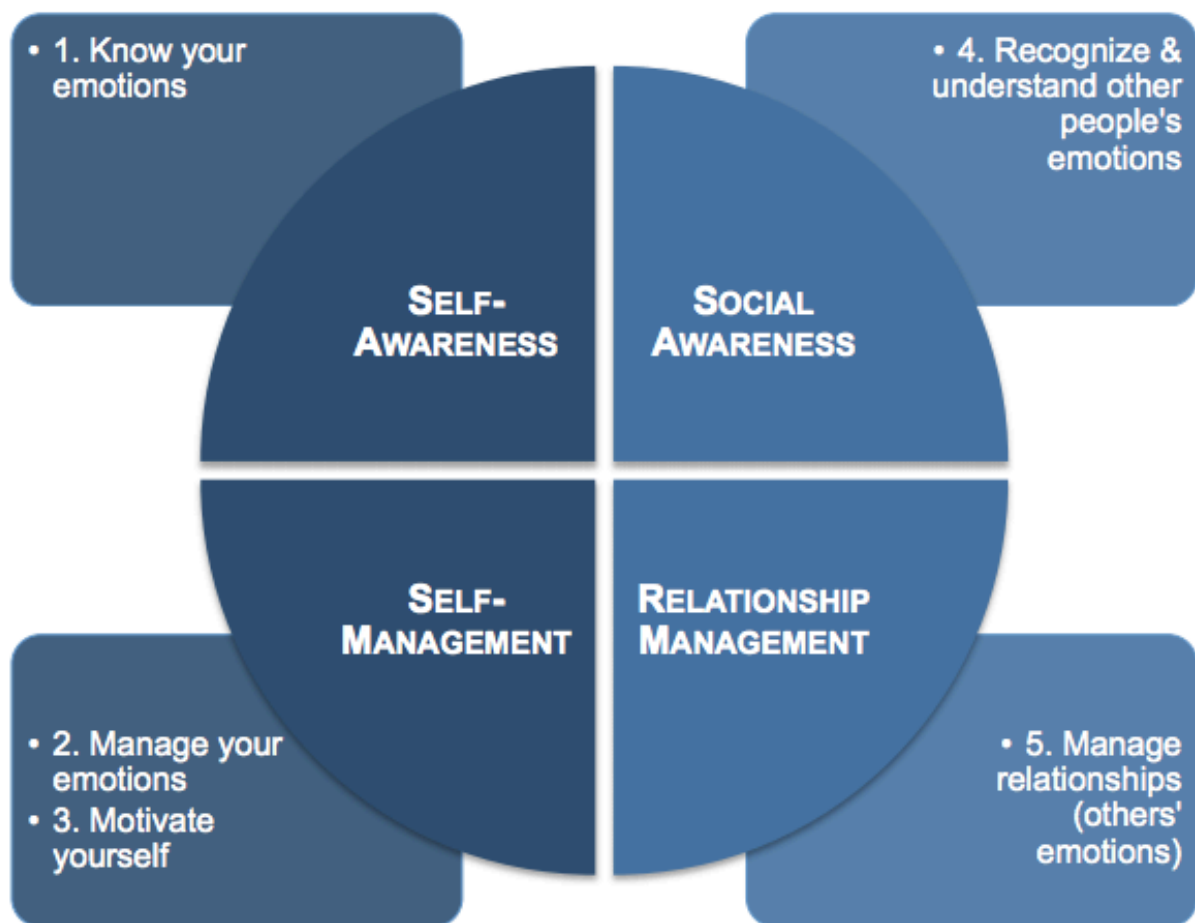 • 1. Know your
emotions
• 4. Recognize &
understand other
people's
emotions
SELF-
AWARENESS
SOCIAL
AWARENESS
SELF-
MANAGEMENT
RELATIONSHIP
MANAGEMENT
• 2. Manage your
emotions
• 3. Motivate
yourself
• 5. Manage
relationships
(others'
emotions)